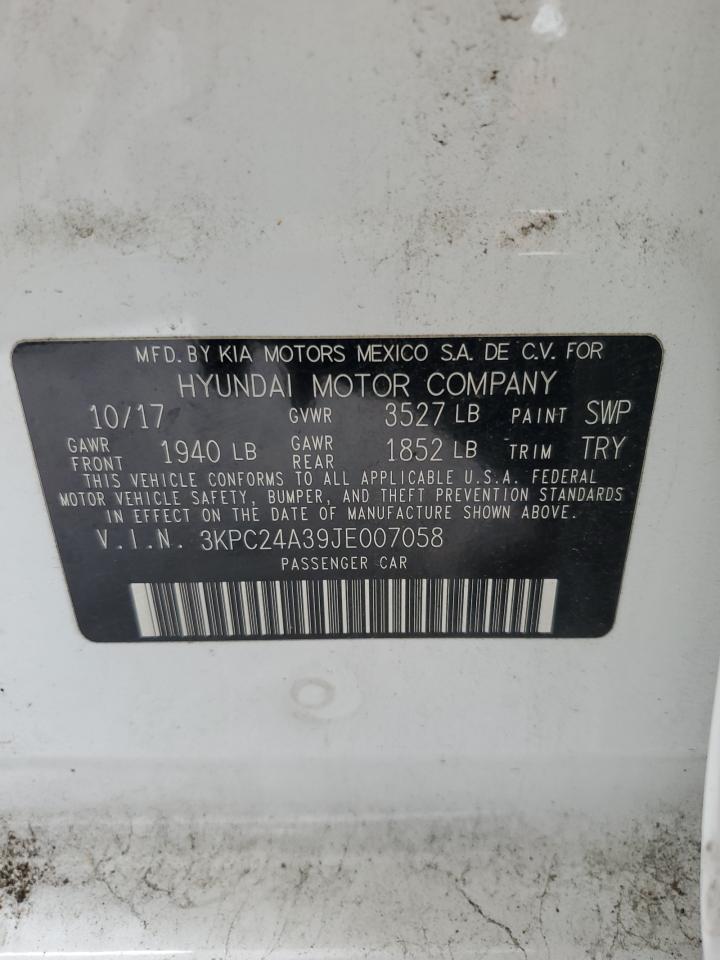 MFD. BY KIA MOTORS MEXICO S.A. DE C.V. FOR
HYUNDAI MOTOR COMPANY
10/17 GVWR 3527 LB PAINT SWP
GAWR FRONT 1940 LB GAWR REAR 1852 LB TRIM TRY
THIS VEHICLE CONFORMS TO ALL APPLICABLE U.S.A. FEDERAL
MOTOR VEHICLE SAFETY, BUMPER, AND THEFT PREVENTION STANDARDS
IN EFFECT ON THE DATE OF MANUFACTURE SHOWN ABOVE.
V.I.N. 3KPC24A39JE007058
PASSENGER CAR